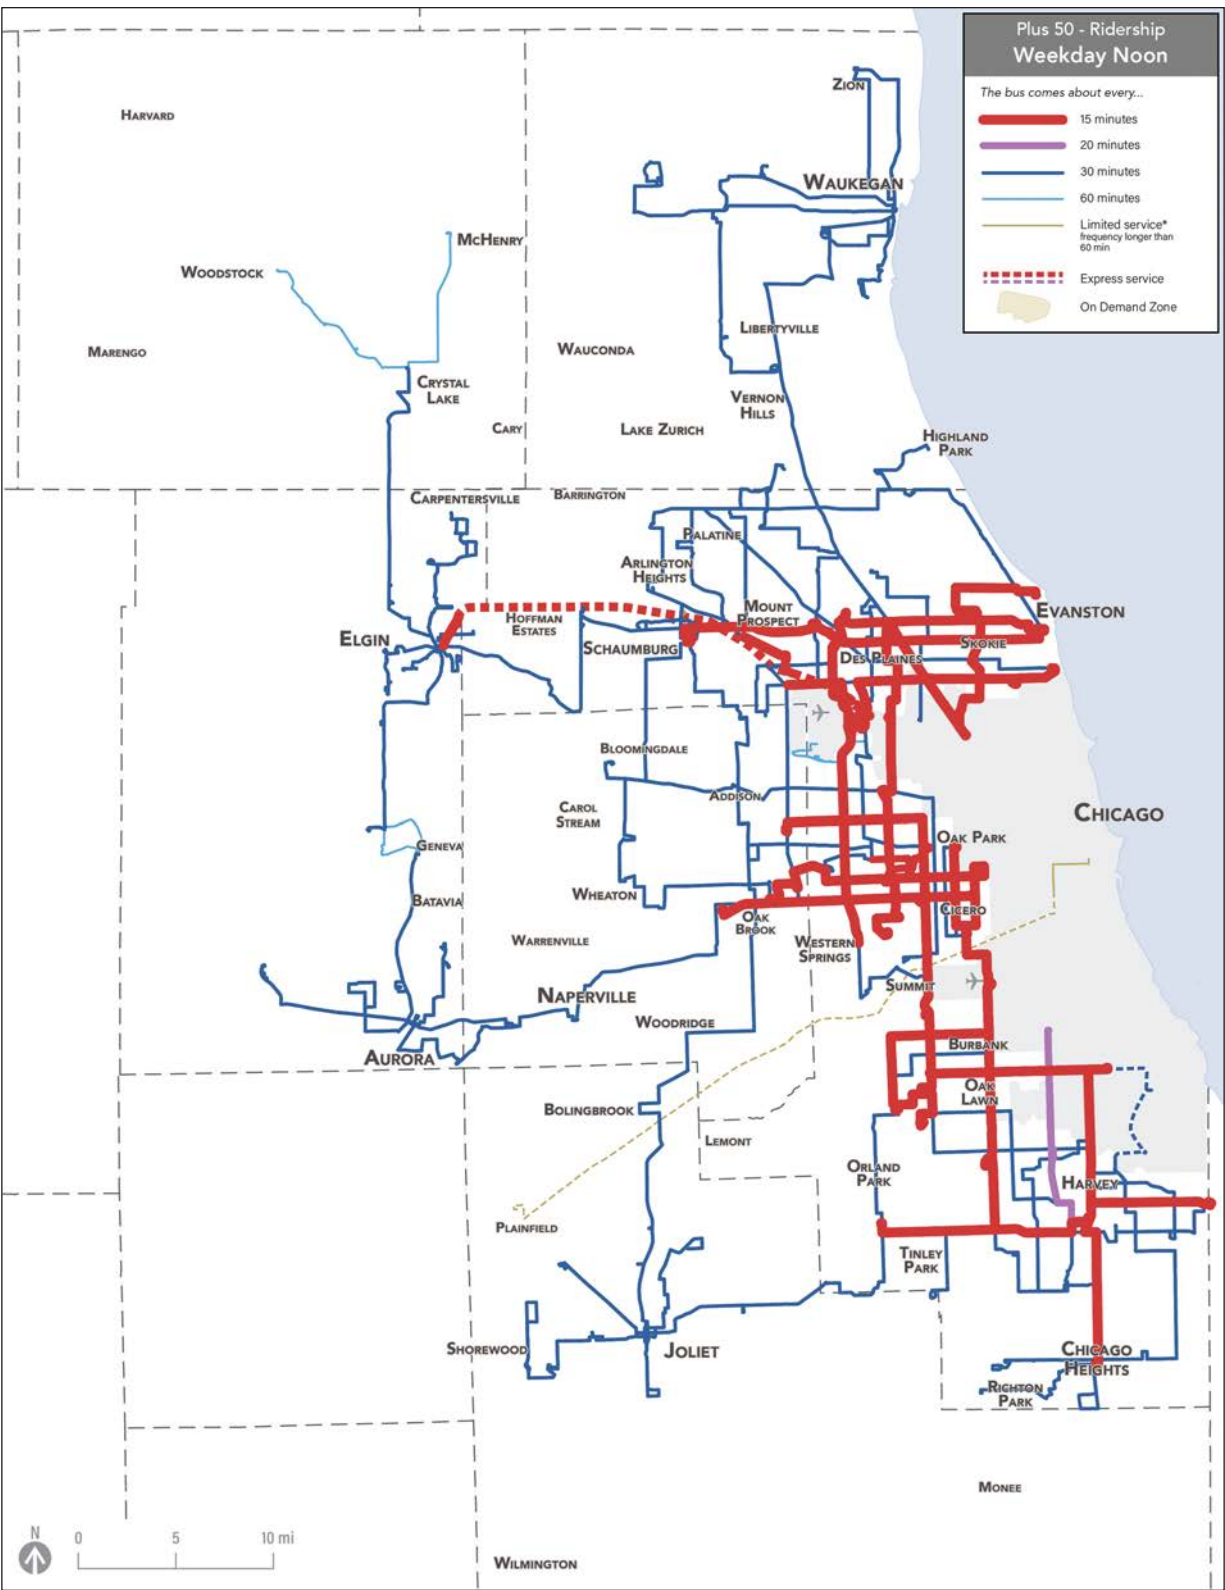 Plus 50 - Ridership
Weekday Noon
The bus comes about every...
15 minutes
20 minutes
30 minutes
60 minutes
Limited service*
frequency longer than
60 min
Express service
On Demand Zone
ZION
HARVARD
WAUKEGAN
MCHENRY
WOODSTOCK
LIBERTYVILLE
MARENGO
WAUCONDA
CRYSTAL
LAKE
VERNON
HILLS
CARY
LAKE ZURICH
HIGHLAND
PARK
CARPENTERSVILLE
BARRINGTON
PALATINE
ARLINGTON
HEIGHTS
MOUNT
PROSPECT
EVANSTON
HOFFMAN
ESTATES
ELGIN
SCHAUMBURG
SKOKIE
DES PLAINES
BLOOMINGDALE
ADDISON
CAROL
STREAM
CHICAGO
OAK PARK
GENEVA
WHEATON
BATAVIA
CICERO
OAK
BROOK
WARRENVILLE
WESTERN
SPRINGS
SUMMIT
NAPERVILLE
WOODRIDGE
BURBANK
AURORA
OAK
LAWN
BOLINGBROOK
LEMONT
ORLAND
PARK
HARVEY
PLAINFIELD
TINLEY
PARK
SHOREWOOD
JOLIET
CHICAGO
HEIGHTS
RICHTON
PARK
MONEE
N
0 5 10 mi
WILMINGTON